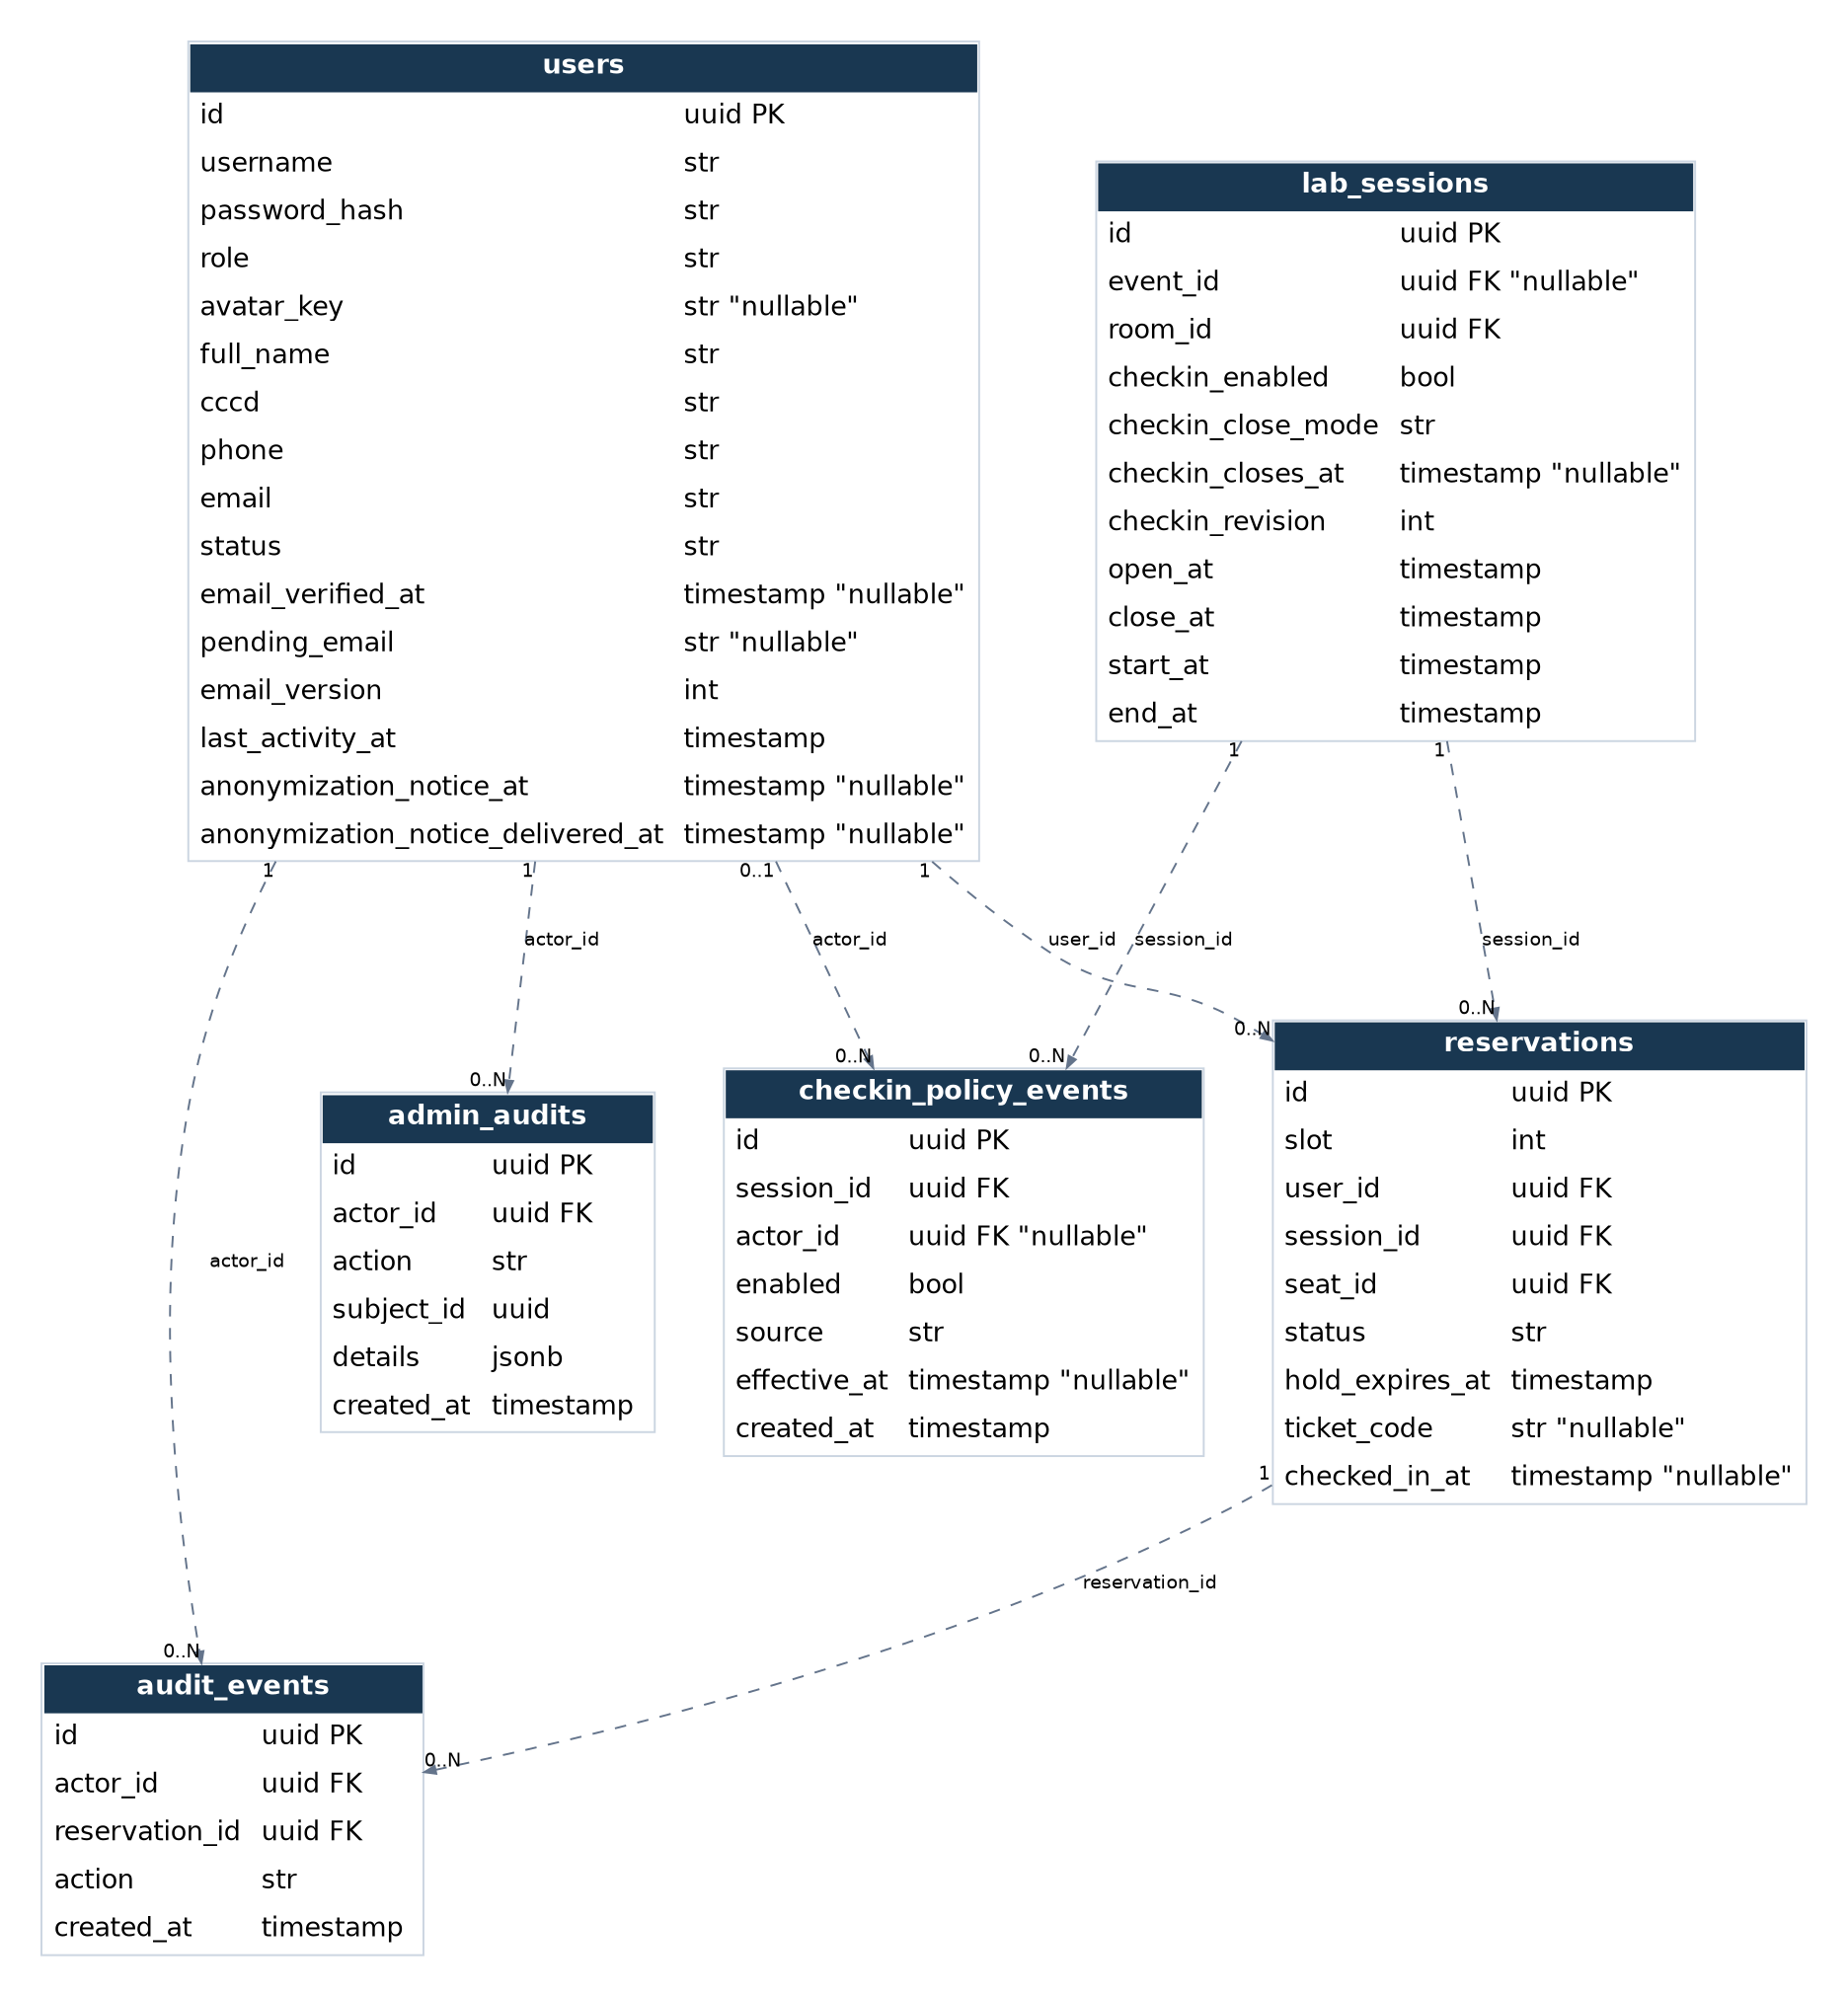 users
id uuid PK
username str
password_hash str
role str
avatar_key str "nullable"
full_name str
cccd str
phone str
email str
status str
email_verified_at timestamp "nullable"
pending_email str "nullable"
email_version int
last_activity_at timestamp
anonymization_notice_at timestamp "nullable"
anonymization_notice_delivered_at timestamp "nullable"
lab_sessions
id uuid PK
event_id uuid FK "nullable"
room_id uuid FK
checkin_enabled bool
checkin_close_mode str
checkin_closes_at timestamp "nullable"
checkin_revision int
open_at timestamp
close_at timestamp
start_at timestamp
end_at timestamp
1 1 0..1 1 1 1
actor_id actor_id user_id session_id session_id
0..N 0..N 0..N 0..N 0..N
admin_audits
id uuid PK
actor_id uuid FK
action str
subject_id uuid
details jsonb
created_at timestamp
checkin_policy_events
id uuid PK
session_id uuid FK
actor_id uuid FK "nullable"
enabled bool
source str
effective_at timestamp "nullable"
created_at timestamp
reservations
id uuid PK
slot int
user_id uuid FK
session_id uuid FK
seat_id uuid FK
status str
hold_expires_at timestamp
ticket_code str "nullable"
checked_in_at timestamp "nullable"
actor_id
1
reservation_id
0..N
0..N
audit_events
id uuid PK
actor_id uuid FK
reservation_id uuid FK
action str
created_at timestamp